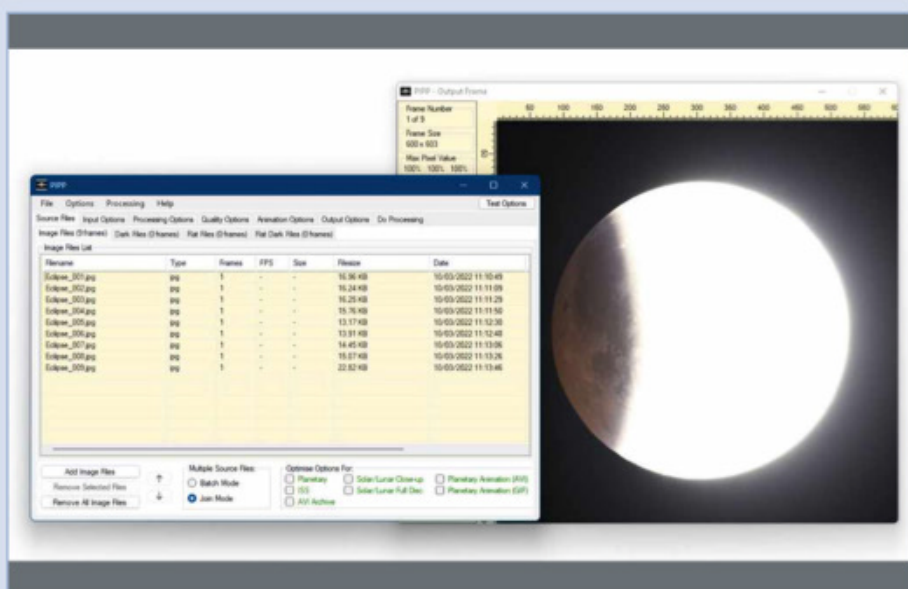 PIPP - Output Frame
Frame Number
1 of 9
Frame Size
600 x 603
Max Pixel Value
100% 100% 100%
50 100 150 200 250 300 350 400 450 500 550
PIPP
File Options Processing Help
Test Options
Source Files Input Options Processing Options Quality Options Animation Options Output Options Do Processing
Image Files (9 frames) Dark Files (0 frames) Flat Files (0 frames) Flat Dark Files (0 frames)
Image Files List
Filename Type Frames FPS Size Filesize Date
Eclipse_001.jpg jpg 1 - - 16.96 KB 10/03/2022 11:10:49
Eclipse_002.jpg jpg 1 - - 16.24 KB 10/03/2022 11:11:09
Eclipse_003.jpg jpg 1 - - 16.25 KB 10/03/2022 11:11:29
Eclipse_004.jpg jpg 1 - - 15.76 KB 10/03/2022 11:11:50
Eclipse_005.jpg jpg 1 - - 13.17 KB 10/03/2022 11:12:30
Eclipse_006.jpg jpg 1 - - 13.91 KB 10/03/2022 11:12:48
Eclipse_007.jpg jpg 1 - - 14.45 KB 10/03/2022 11:13:06
Eclipse_008.jpg jpg 1 - - 19.07 KB 10/03/2022 11:13:26
Eclipse_009.jpg jpg 1 - - 22.82 KB 10/03/2022 11:13:46
Add Image Files
Remove Selected Files
Remove All Image Files
Multiple Source Files:
Batch Mode
Join Mode
Optimise Options For:
Planetary Solar/Lunar Close-up Planetary Animation (AVI)
ISS Solar/Lunar Full Disc Planetary Animation (GIF)
AVI Archive